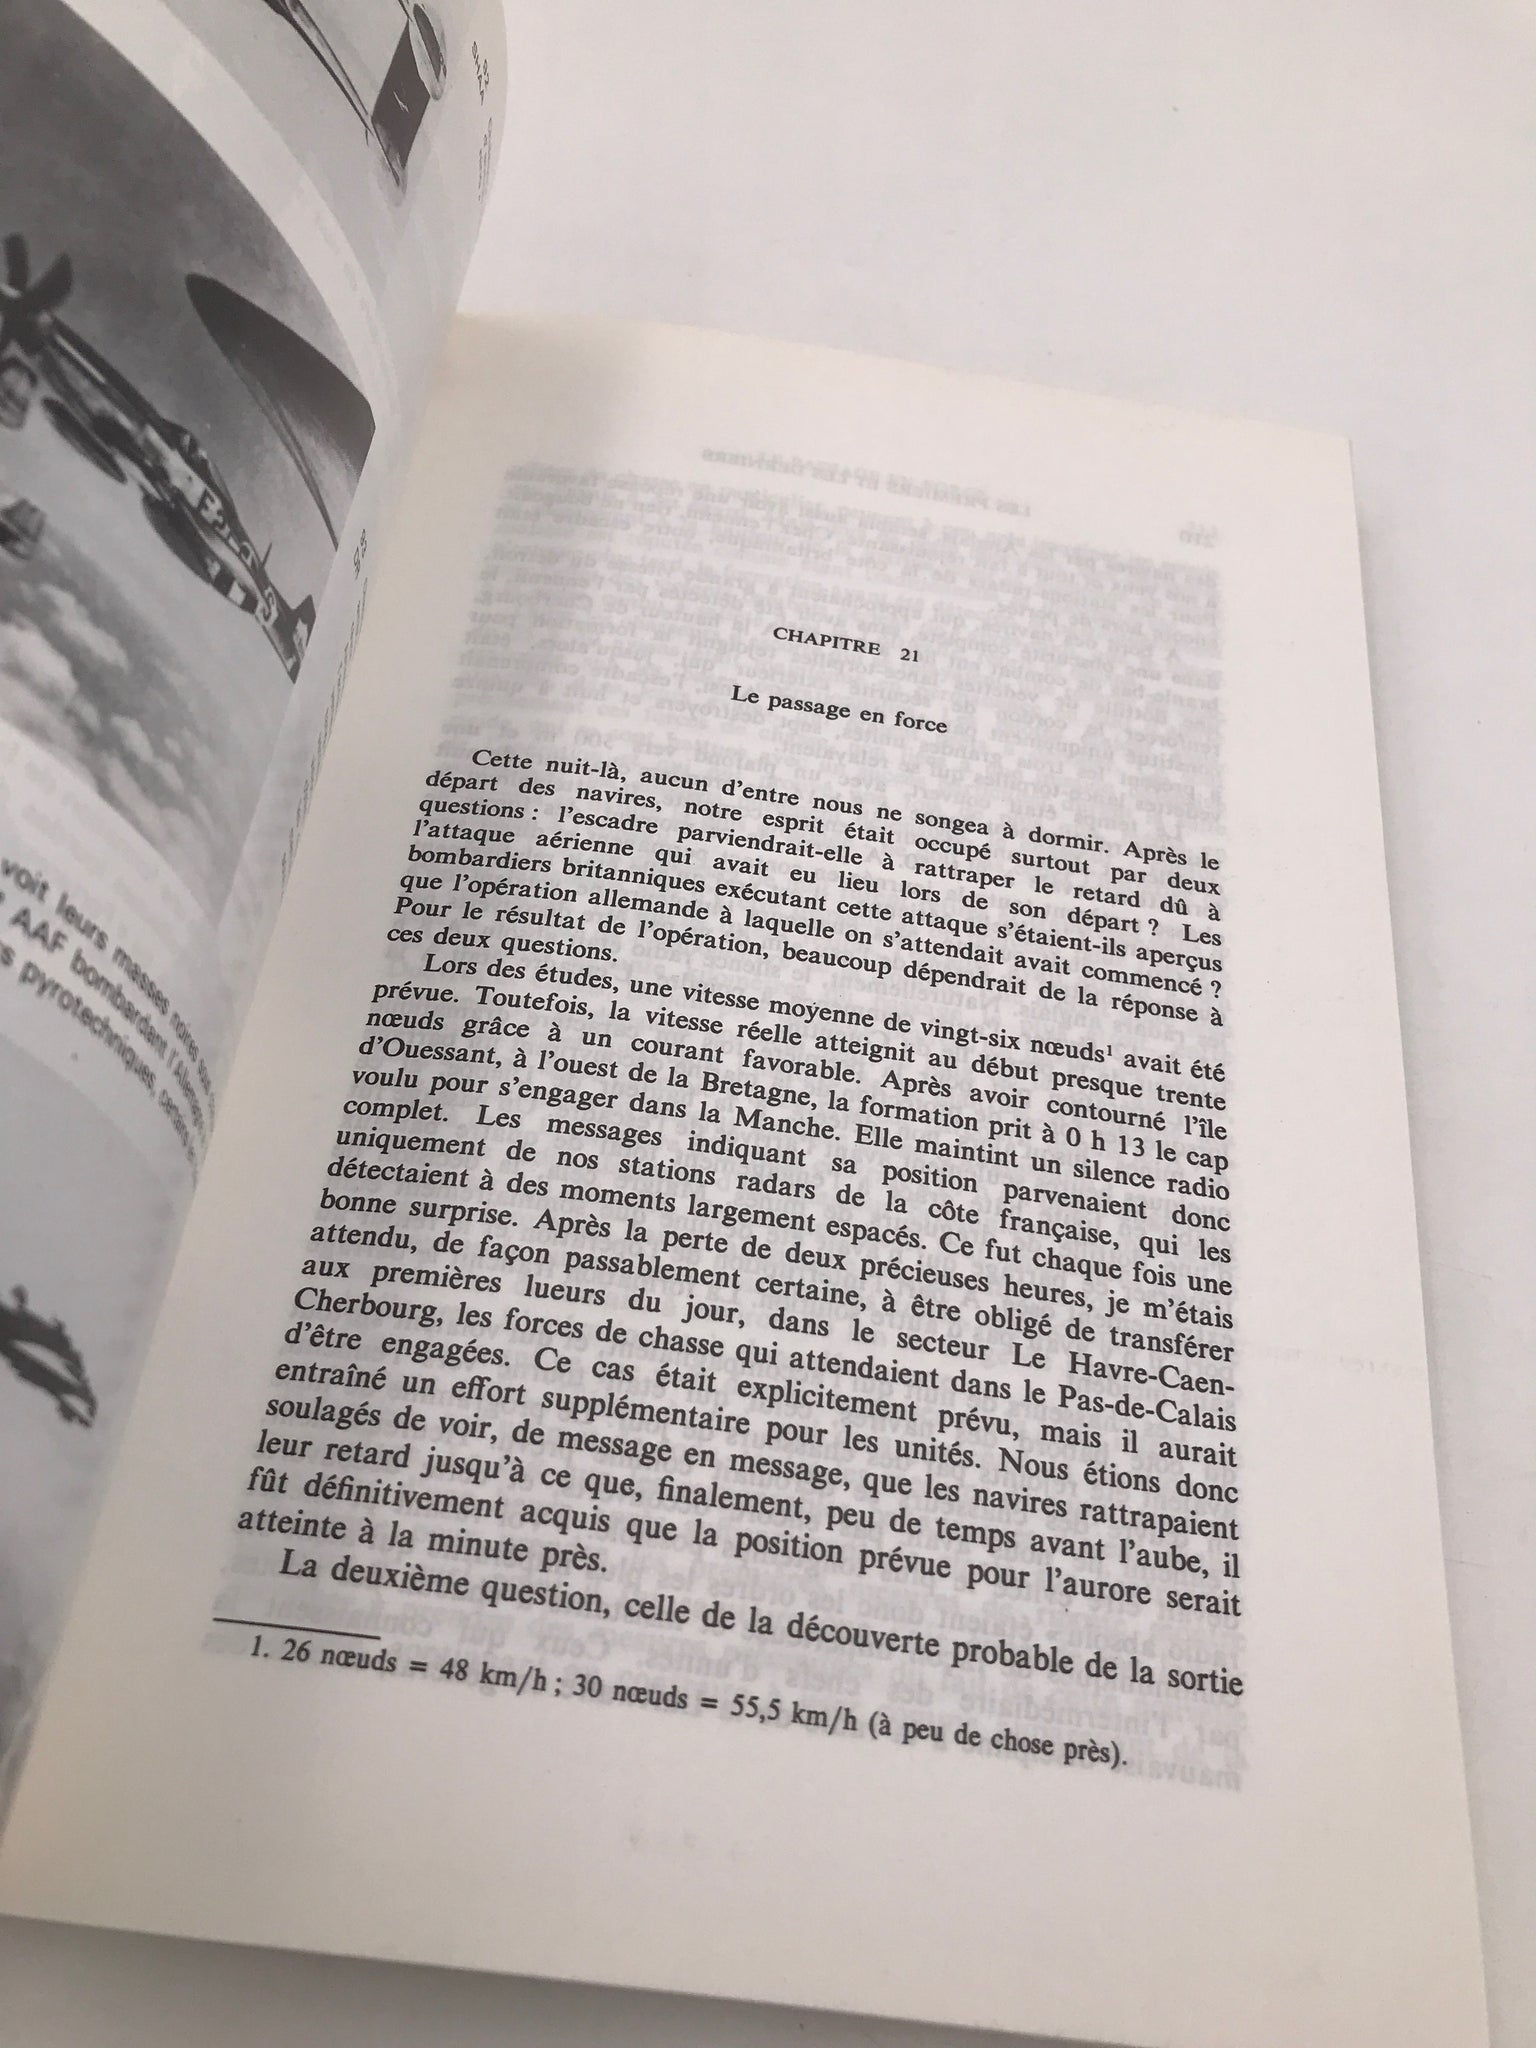 voit leurs masses noires sous
AAF bombardant l'Allemagne
pyrotechniques,
CHAPITRE 21
Le passage en force
Cette nuit-là, aucun d'entre nous ne songea à dormir. Après le
départ des navires, notre esprit était occupé surtout par deux
questions : l'escadre parviendrait-elle à rattraper le retard dû à
l'attaque aérienne qui avait eu lieu lors de son départ ? Les
bombardiers britanniques exécutant cette attaque s'étaient-ils aperçus
que l'opération allemande à laquelle on s'attendait avait commencé ?
Pour le résultat de l'opération, beaucoup dépendrait de la réponse à
ces deux questions.
Lors des études, une vitesse moyenne de vingt-six nœuds¹ avait été
prévue. Toutefois, la vitesse réelle atteignit au début presque trente
nœuds grâce à un courant favorable. Après avoir contourné l'île
d'Ouessant, à l'ouest de la Bretagne, la formation prit à 0 h 13 le cap
voulu pour s'engager dans la Manche. Elle maintint un silence radio
complet. Les messages indiquant sa position parvenaient donc
uniquement de nos stations radars de la côte française, qui les
détectaient à des moments largement espacés. Ce fut chaque fois une
bonne surprise. Après la perte de deux précieuses heures, je m'étais
attendu, de façon passablement certaine, à être obligé de transférer
aux premières lueurs du jour, dans le secteur Le Havre-Caen-
Cherbourg, les forces de chasse qui attendaient dans le Pas-de-Calais
d'être engagées. Ce cas était explicitement prévu, mais il aurait
entraîné un effort supplémentaire pour les unités. Nous étions donc
soulagés de voir, de message en message, que les navires rattrapaient
leur retard jusqu'à ce que, finalement, peu de temps avant l'aube, il
fût définitivement acquis que la position prévue pour l'aurore serait
atteinte à la minute près.
La deuxième question, celle de la découverte probable de la sortie
1. 26 nœuds = 48 km/h ; 30 nœuds = 55,5 km/h (à peu de chose près).